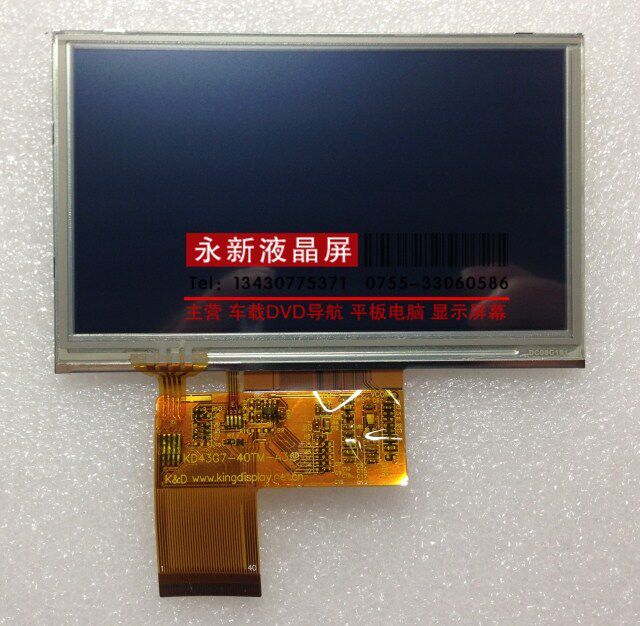 永新液晶屏
Tel: 13430775371 0755-33060586
主营 车载DVD导航 平板电脑 显示屏幕
KD43G7-40TM-A3
K&D www.kingdisplay.net.cn
1 40